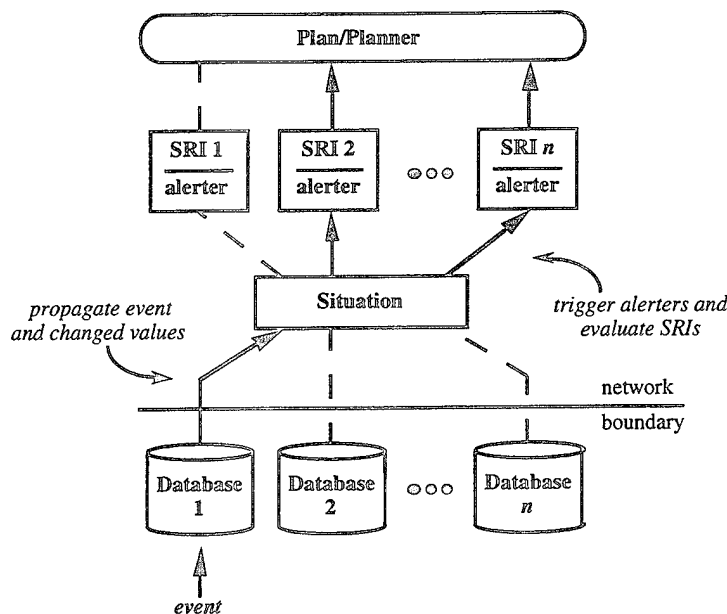 Plan/Planner
SRI 1
alerter
SRI 2
alerter
SRI n
alerter
Situation
propagate event
and changed values
trigger alerters and
evaluate SRIs
network
boundary
Database
1
Database
2
Database
n
event